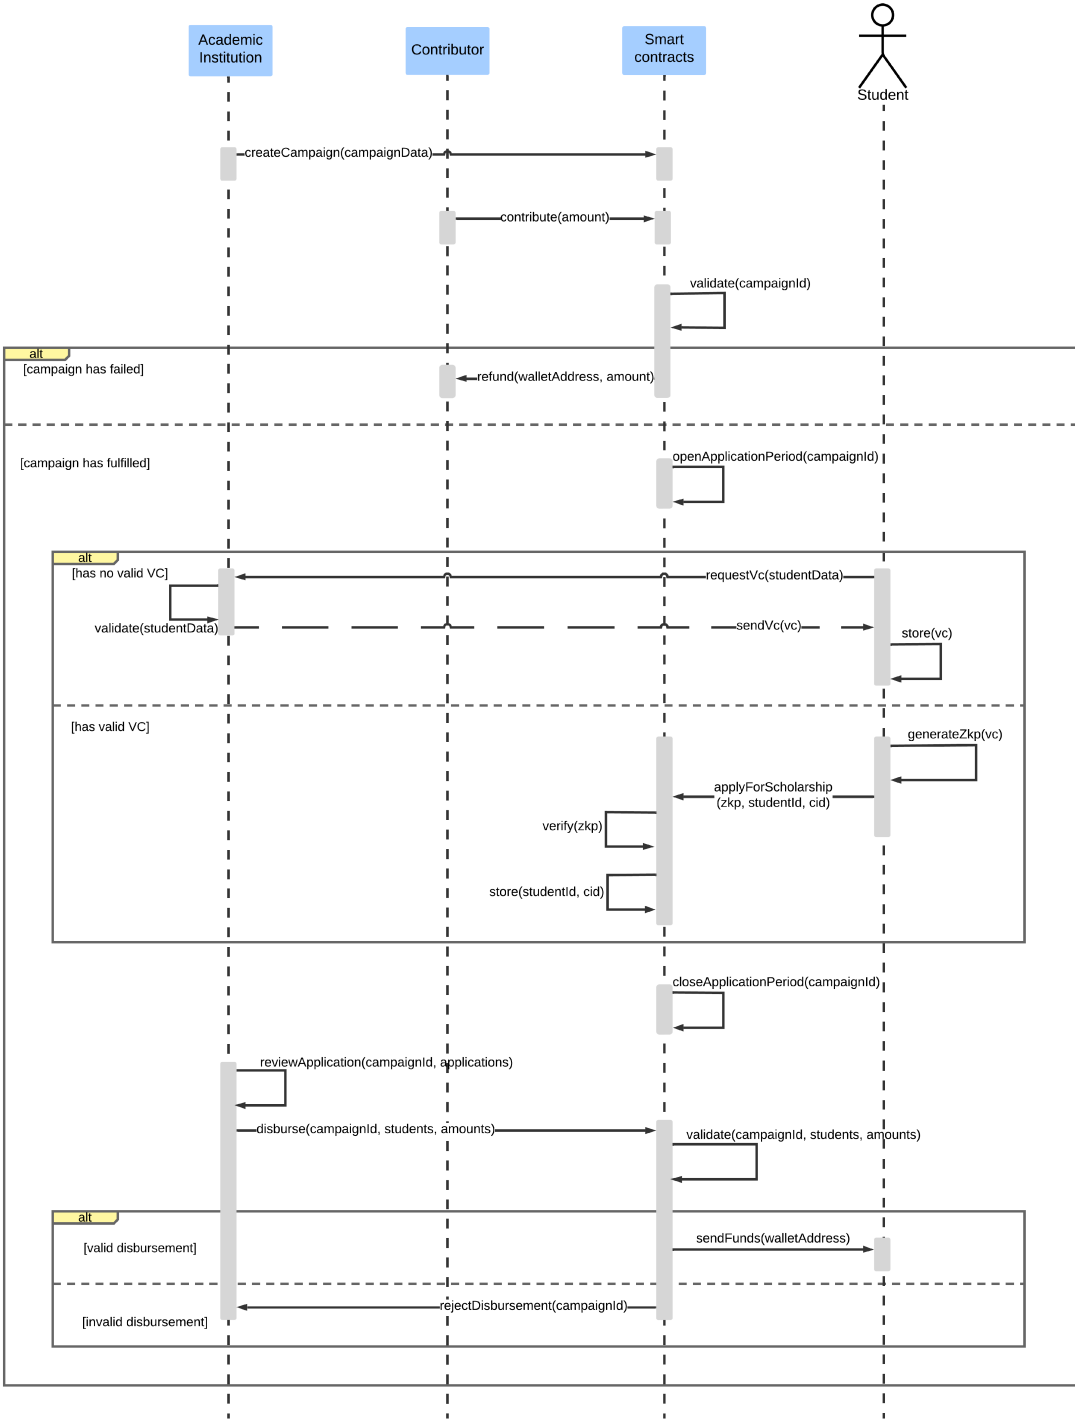 Academic
Institution
Contributor
Smart
contracts
Student
createCampaign(campaignData)
contribute(amount)
validate(campaignId)
alt
[campaign has failed]
refund(walletAddress, amount)
[campaign has fulfilled]
openApplicationPeriod(campaignId)
alt
[has no valid VC]
requestVc(studentData)
validate(studentData)
sendVc(vc)
store(vc)
[has valid VC]
generateZkp(vc)
applyForScholarship
(zkp, studentId, cid)
verify(zkp)
store(studentId, cid)
closeApplicationPeriod(campaignId)
reviewApplication(campaignId, applications)
disburse(campaignId, students, amounts)
validate(campaignId, students, amounts)
alt
[valid disbursement]
sendFunds(walletAddress)
rejectDisbursement(campaignId)
[invalid disbursement]